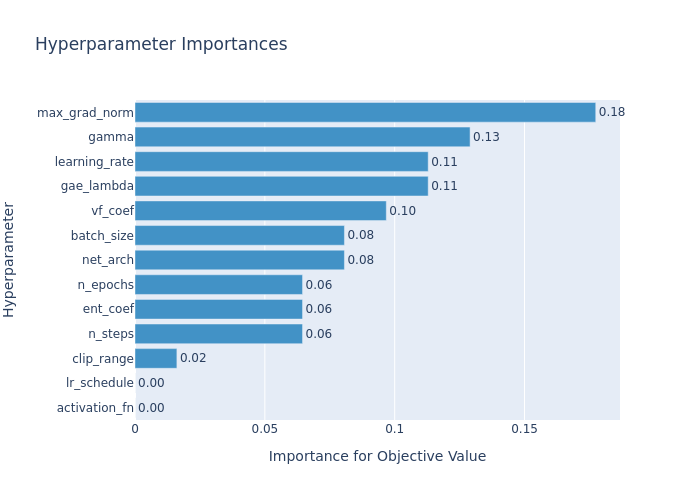 Hyperparameter Importances
Hyperparameter
max_grad_norm 0.18
gamma 0.13
learning_rate 0.11
gae_lambda 0.11
vf_coef 0.10
batch_size 0.08
net_arch 0.08
n_epochs 0.06
ent_coef 0.06
n_steps 0.06
clip_range 0.02
lr_schedule 0.00
activation_fn 0.00
0 0.05 0.1 0.15
Importance for Objective Value